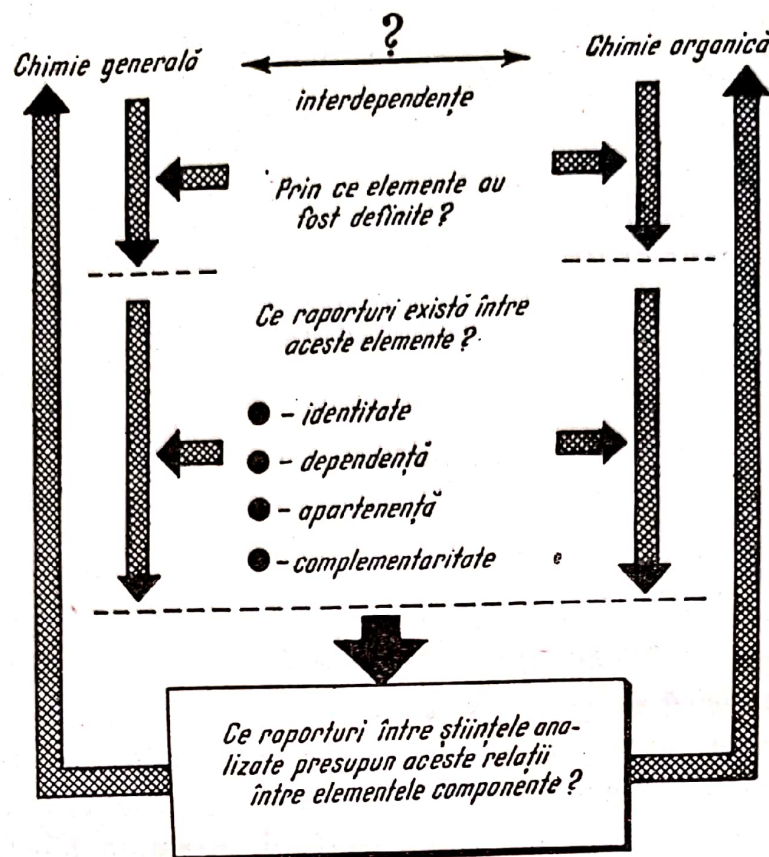 ?
Chimie generală
Chimie organică
interdependențe
Prin ce elemente au
fost definite ?
Ce raporturi există între
aceste elemente ?
- identitate
- dependență
- apartenență
- complementaritate
Ce raporturi între științele ana-
lizate presupun aceste relații
între elementele componente ?